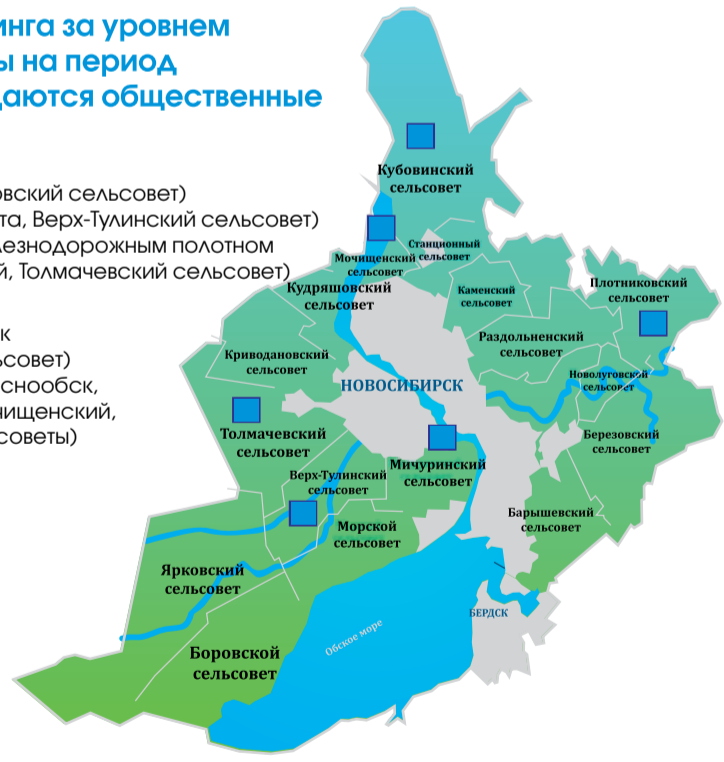 инга за уровнем
ы на период
даются общественные
овский сельсовет)
та, Верх-Тулинский сельсовет)
лезнодорожным полотном
й, Толмачевский сельсовет)
к
ьсовет)
снообск,
чищенский,
советы)
Кубовинский
сельсовет
Станционный
сельсовет
Мочищенский
сельсовет
Кудряшовский
сельсовет
Каменский
сельсовет
Плотниковский
сельсовет
Раздольненский
сельсовет
Криводановский
сельсовет
НОВОСИБИРСК
Новолуговской
сельсовет
Толмачевский
сельсовет
Березовский
сельсовет
Верх-Тулинский
сельсовет
Мичуринский
сельсовет
Морской
сельсовет
Барышевский
сельсовет
Ярковский
сельсовет
БЕРДСК
Обское море
Боровской
сельсовет